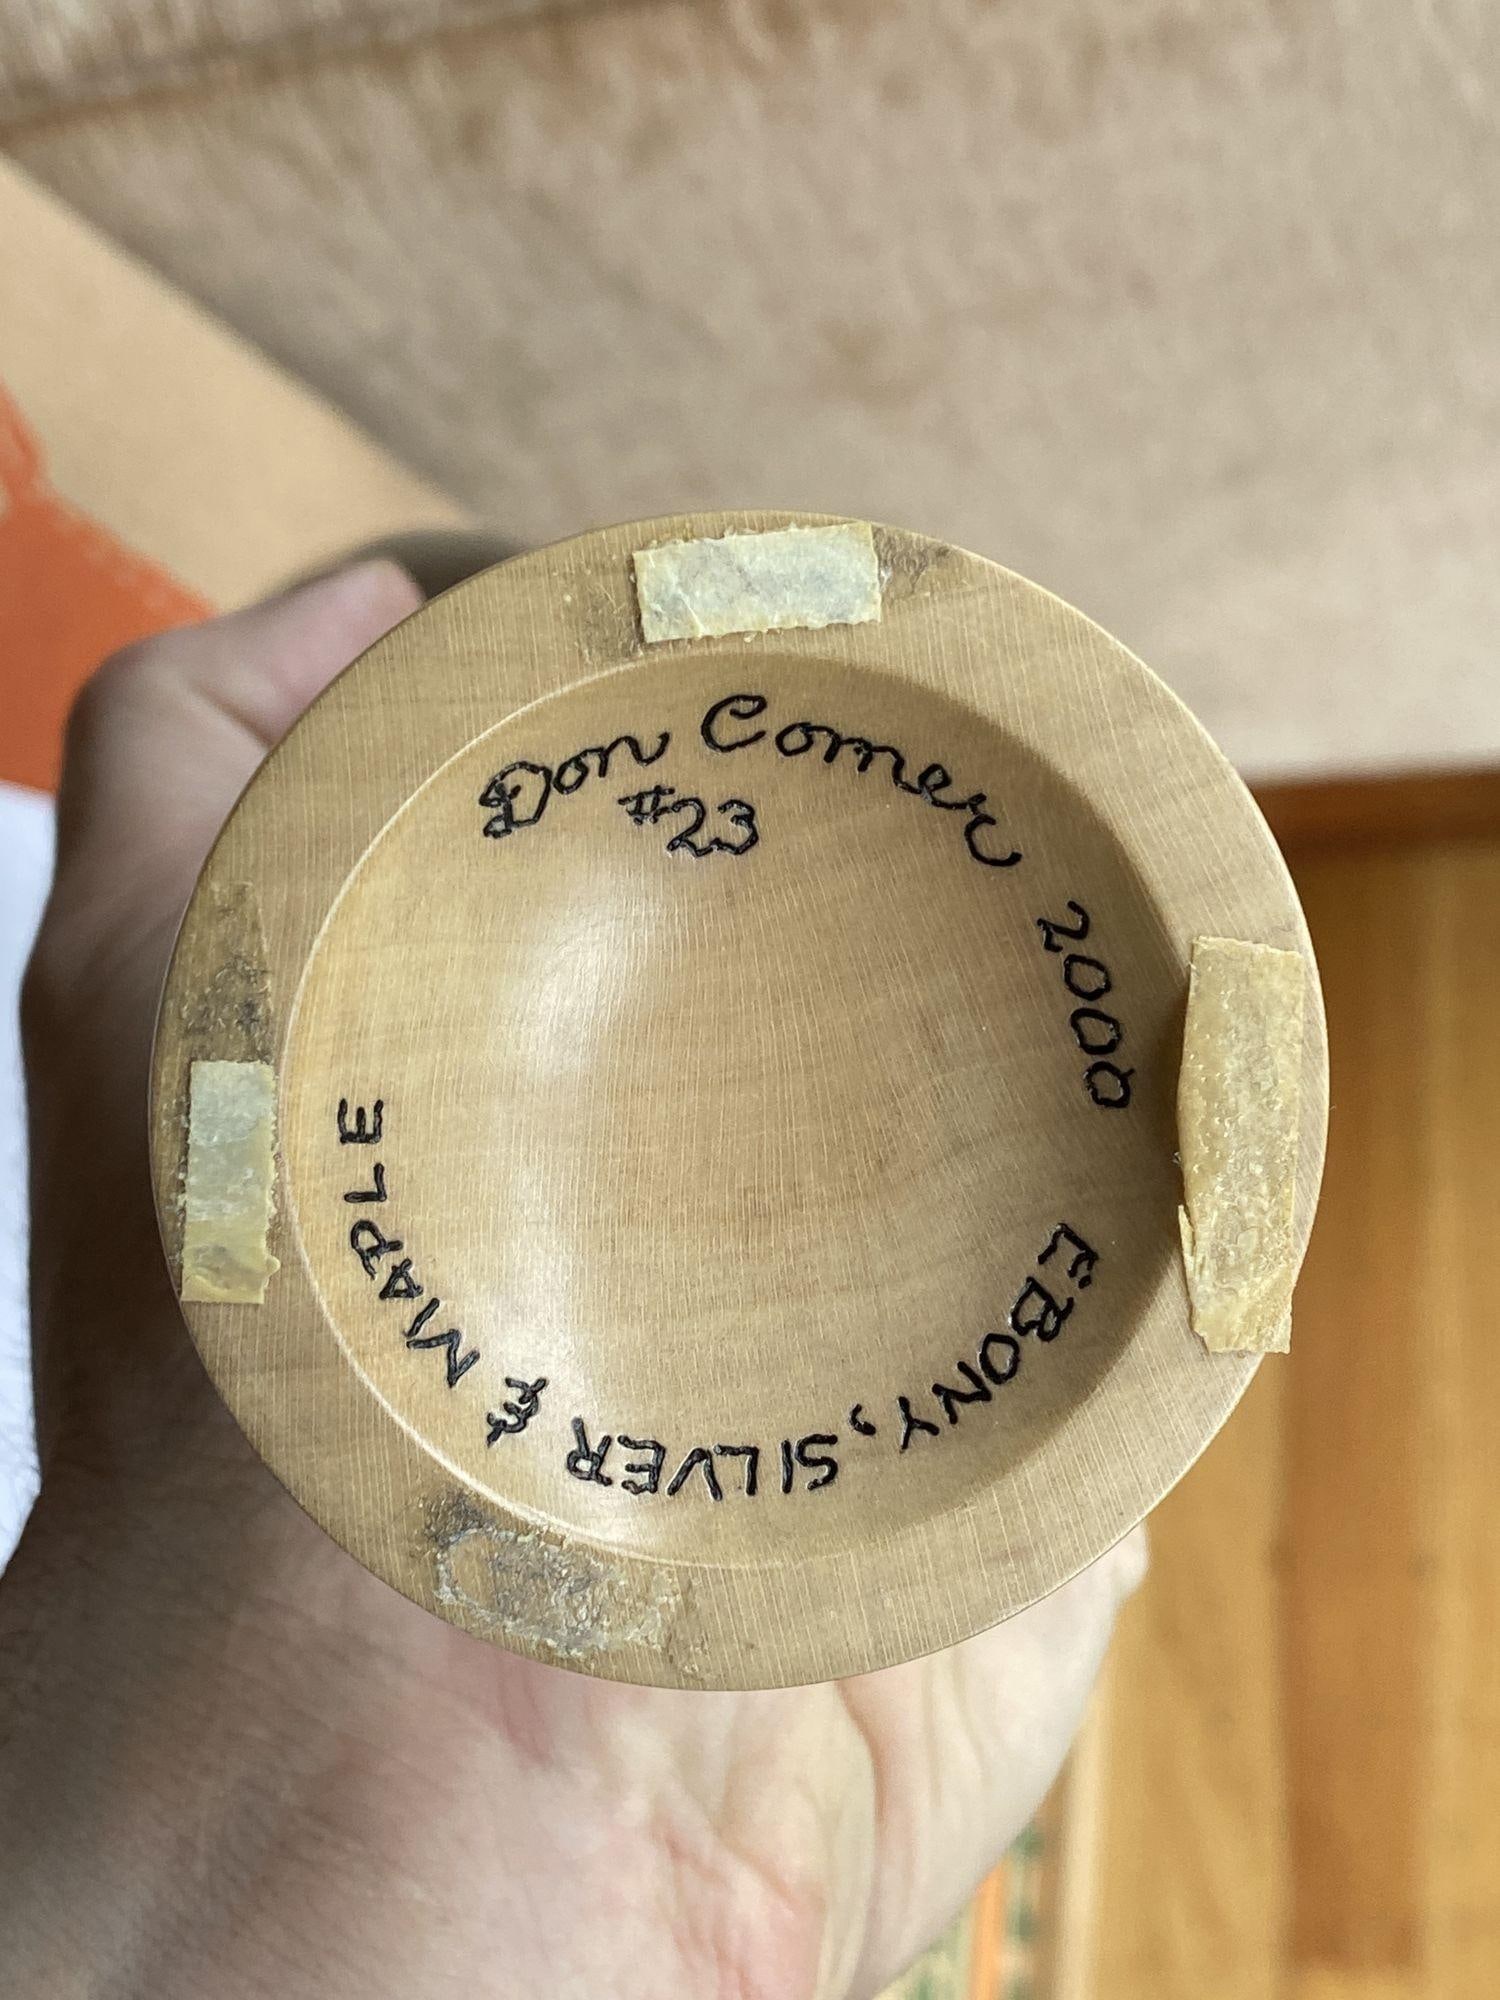 Don Comer 2000
#23
EBONY, SILVER & MAPLE